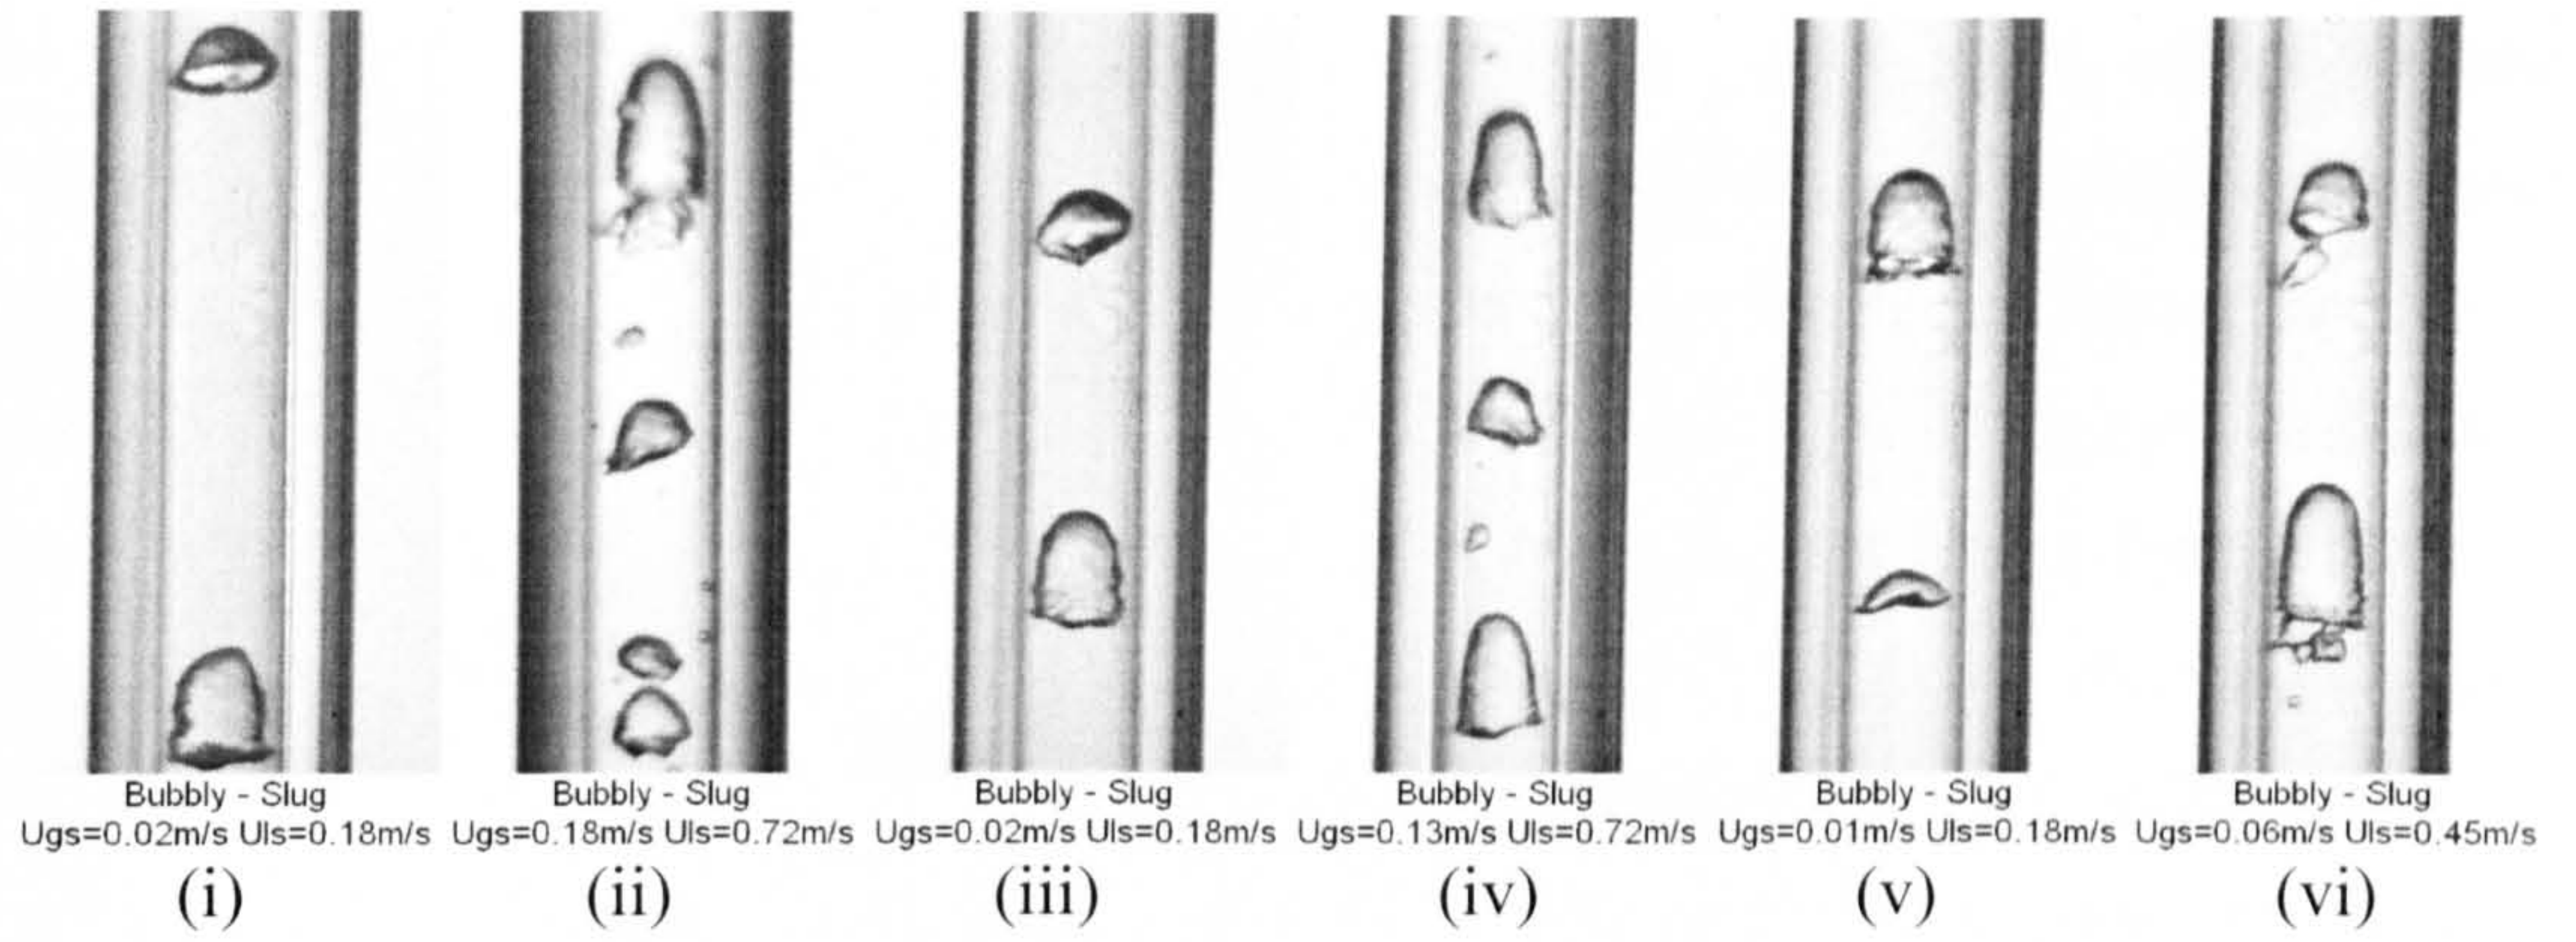 Bubbly - Slug
Ugs=0.02m/s Uls=0.18m/s
(i)
Bubbly - Slug
Ugs=0.18m/s Uls=0.72m/s
(ii)
Bubbly - Slug
Ugs=0.02m/s Uls=0.18m/s
(iii)
Bubbly - Slug
Ugs=0.13m/s Uls=0.72m/s
(iv)
Bubbly - Slug
Ugs=0.01m/s Uls=0.18m/s
(v)
Bubbly - Slug
Ugs=0.06m/s Uls=0.45m/s
(vi)